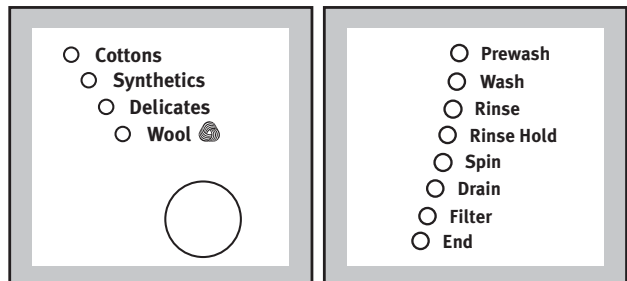 Cottons
Synthetics
Delicates
Wool
Prewash
Wash
Rinse
Rinse Hold
Spin
Drain
Filter
End